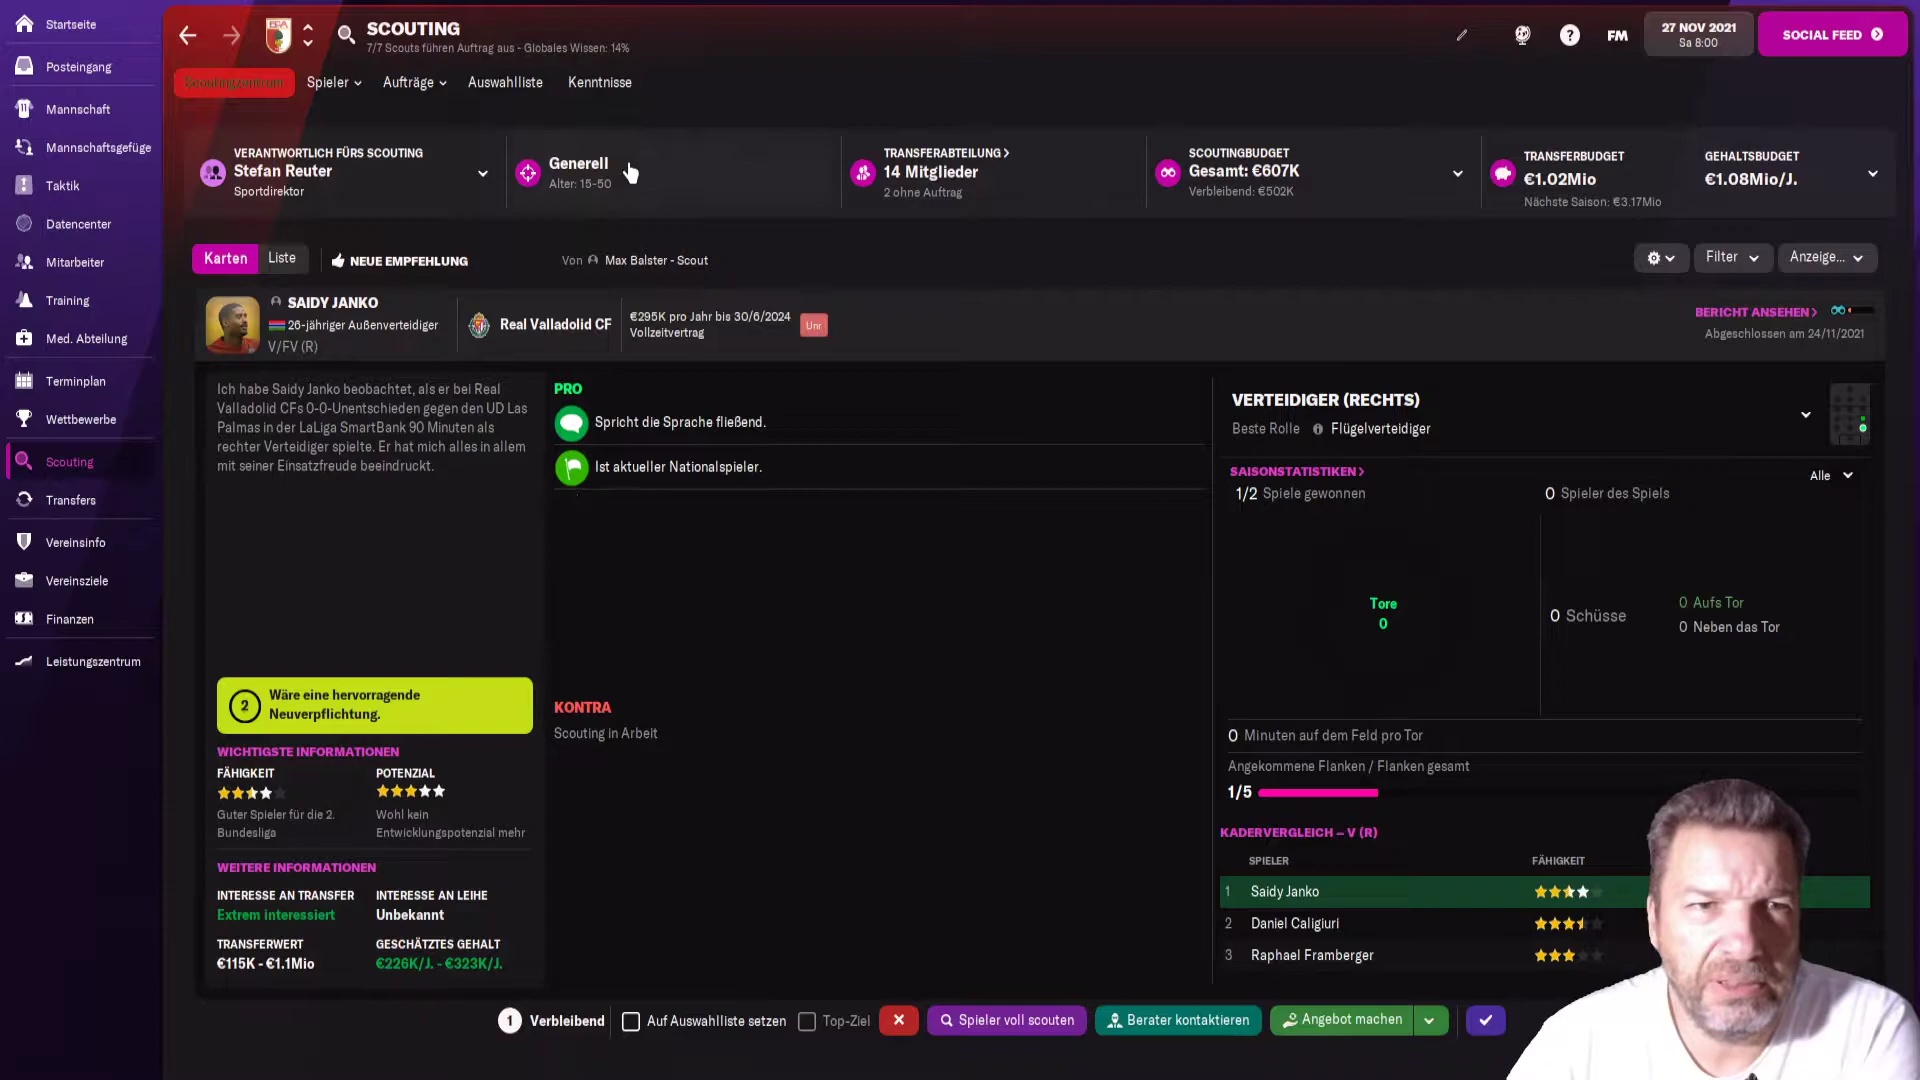 Startseite
Posteingang
Mannschaft
Mannschaftsgefüge
Taktik
Datencenter
Mitarbeiter
Training
Med. Abteilung
Terminplan
Wettbewerbe
Scouting
Transfers
Vereinsinfo
Vereinsziele
Finanzen
Leistungszentrum
SCOUTING
7/7 Scouts führen Auftrag aus - Globales Wissen: 14%
FM
27 NOV 2021
Sa 8:00
SOCIAL FEED
Scoutingzentrum
Spieler
Aufträge
Auswahlliste
Kenntnisse
VERANTWORTLICH FÜRS SCOUTING
Stefan Reuter
Sportdirektor
Generell
Alter: 15-50
TRANSFERABTEILUNG >
14 Mitglieder
2 ohne Auftrag
SCOUTINGBUDGET
Gesamt: €607K
Verbleibend: €502K
TRANSFERBUDGET
€1.02Mio
Nächste Saison: €3.17Mio
GEHALTSBUDGET
€1.08Mio/J.
Karten
Liste
NEUE EMPFEHLUNG
Von Max Balster - Scout
Filter
Anzeige...
SAIDY JANKO
26-jähriger Außenverteidiger
V/FV (R)
Real Valladolid CF
€295K pro Jahr bis 30/6/2024
Vollzeitvertrag
Unr
BERICHT ANSEHEN >
Abgeschlossen am 24/11/2021
Ich habe Saidy Janko beobachtet, als er bei Real
Valladolid CFs 0-0-Unentschieden gegen den UD Las
Palmas in der LaLiga SmartBank 90 Minuten als
rechter Verteidiger spielte. Er hat mich alles in allem
mit seiner Einsatzfreude beeindruckt.
2
Wäre eine hervorragende
Neuverpflichtung.
WICHTIGSTE INFORMATIONEN
FÄHIGKEIT
Guter Spieler für die 2.
Bundesliga
POTENZIAL
Wohl kein
Entwicklungspotenzial mehr
WEITERE INFORMATIONEN
INTERESSE AN TRANSFER
Extrem interessiert
INTERESSE AN LEIHE
Unbekannt
TRANSFERWERT
€115K - €1.1Mio
GESCHÄTZTES GEHALT
€226K/J. - €323K/J.
PRO
Spricht die Sprache fließend.
Ist aktueller Nationalspieler.
KONTRA
Scouting in Arbeit
VERTEIDIGER (RECHTS)
Beste Rolle Flügelverteidiger
SAISONSTATISTIKEN >
Alle
1/2 Spiele gewonnen
0 Spieler des Spiels
Tore
0
0 Schüsse
0 Aufs Tor
0 Neben das Tor
0 Minuten auf dem Feld pro Tor
Angekommene Flanken / Flanken gesamt
1/5
KADERVERGLEICH – V (R)
SPIELER FÄHIGKEIT
1 Saidy Janko
2 Daniel Caligiuri
3 Raphael Framberger
1 Verbleibend
Auf Auswahlliste setzen
Top-Ziel
Spieler voll scouten
Berater kontaktieren
Angebot machen